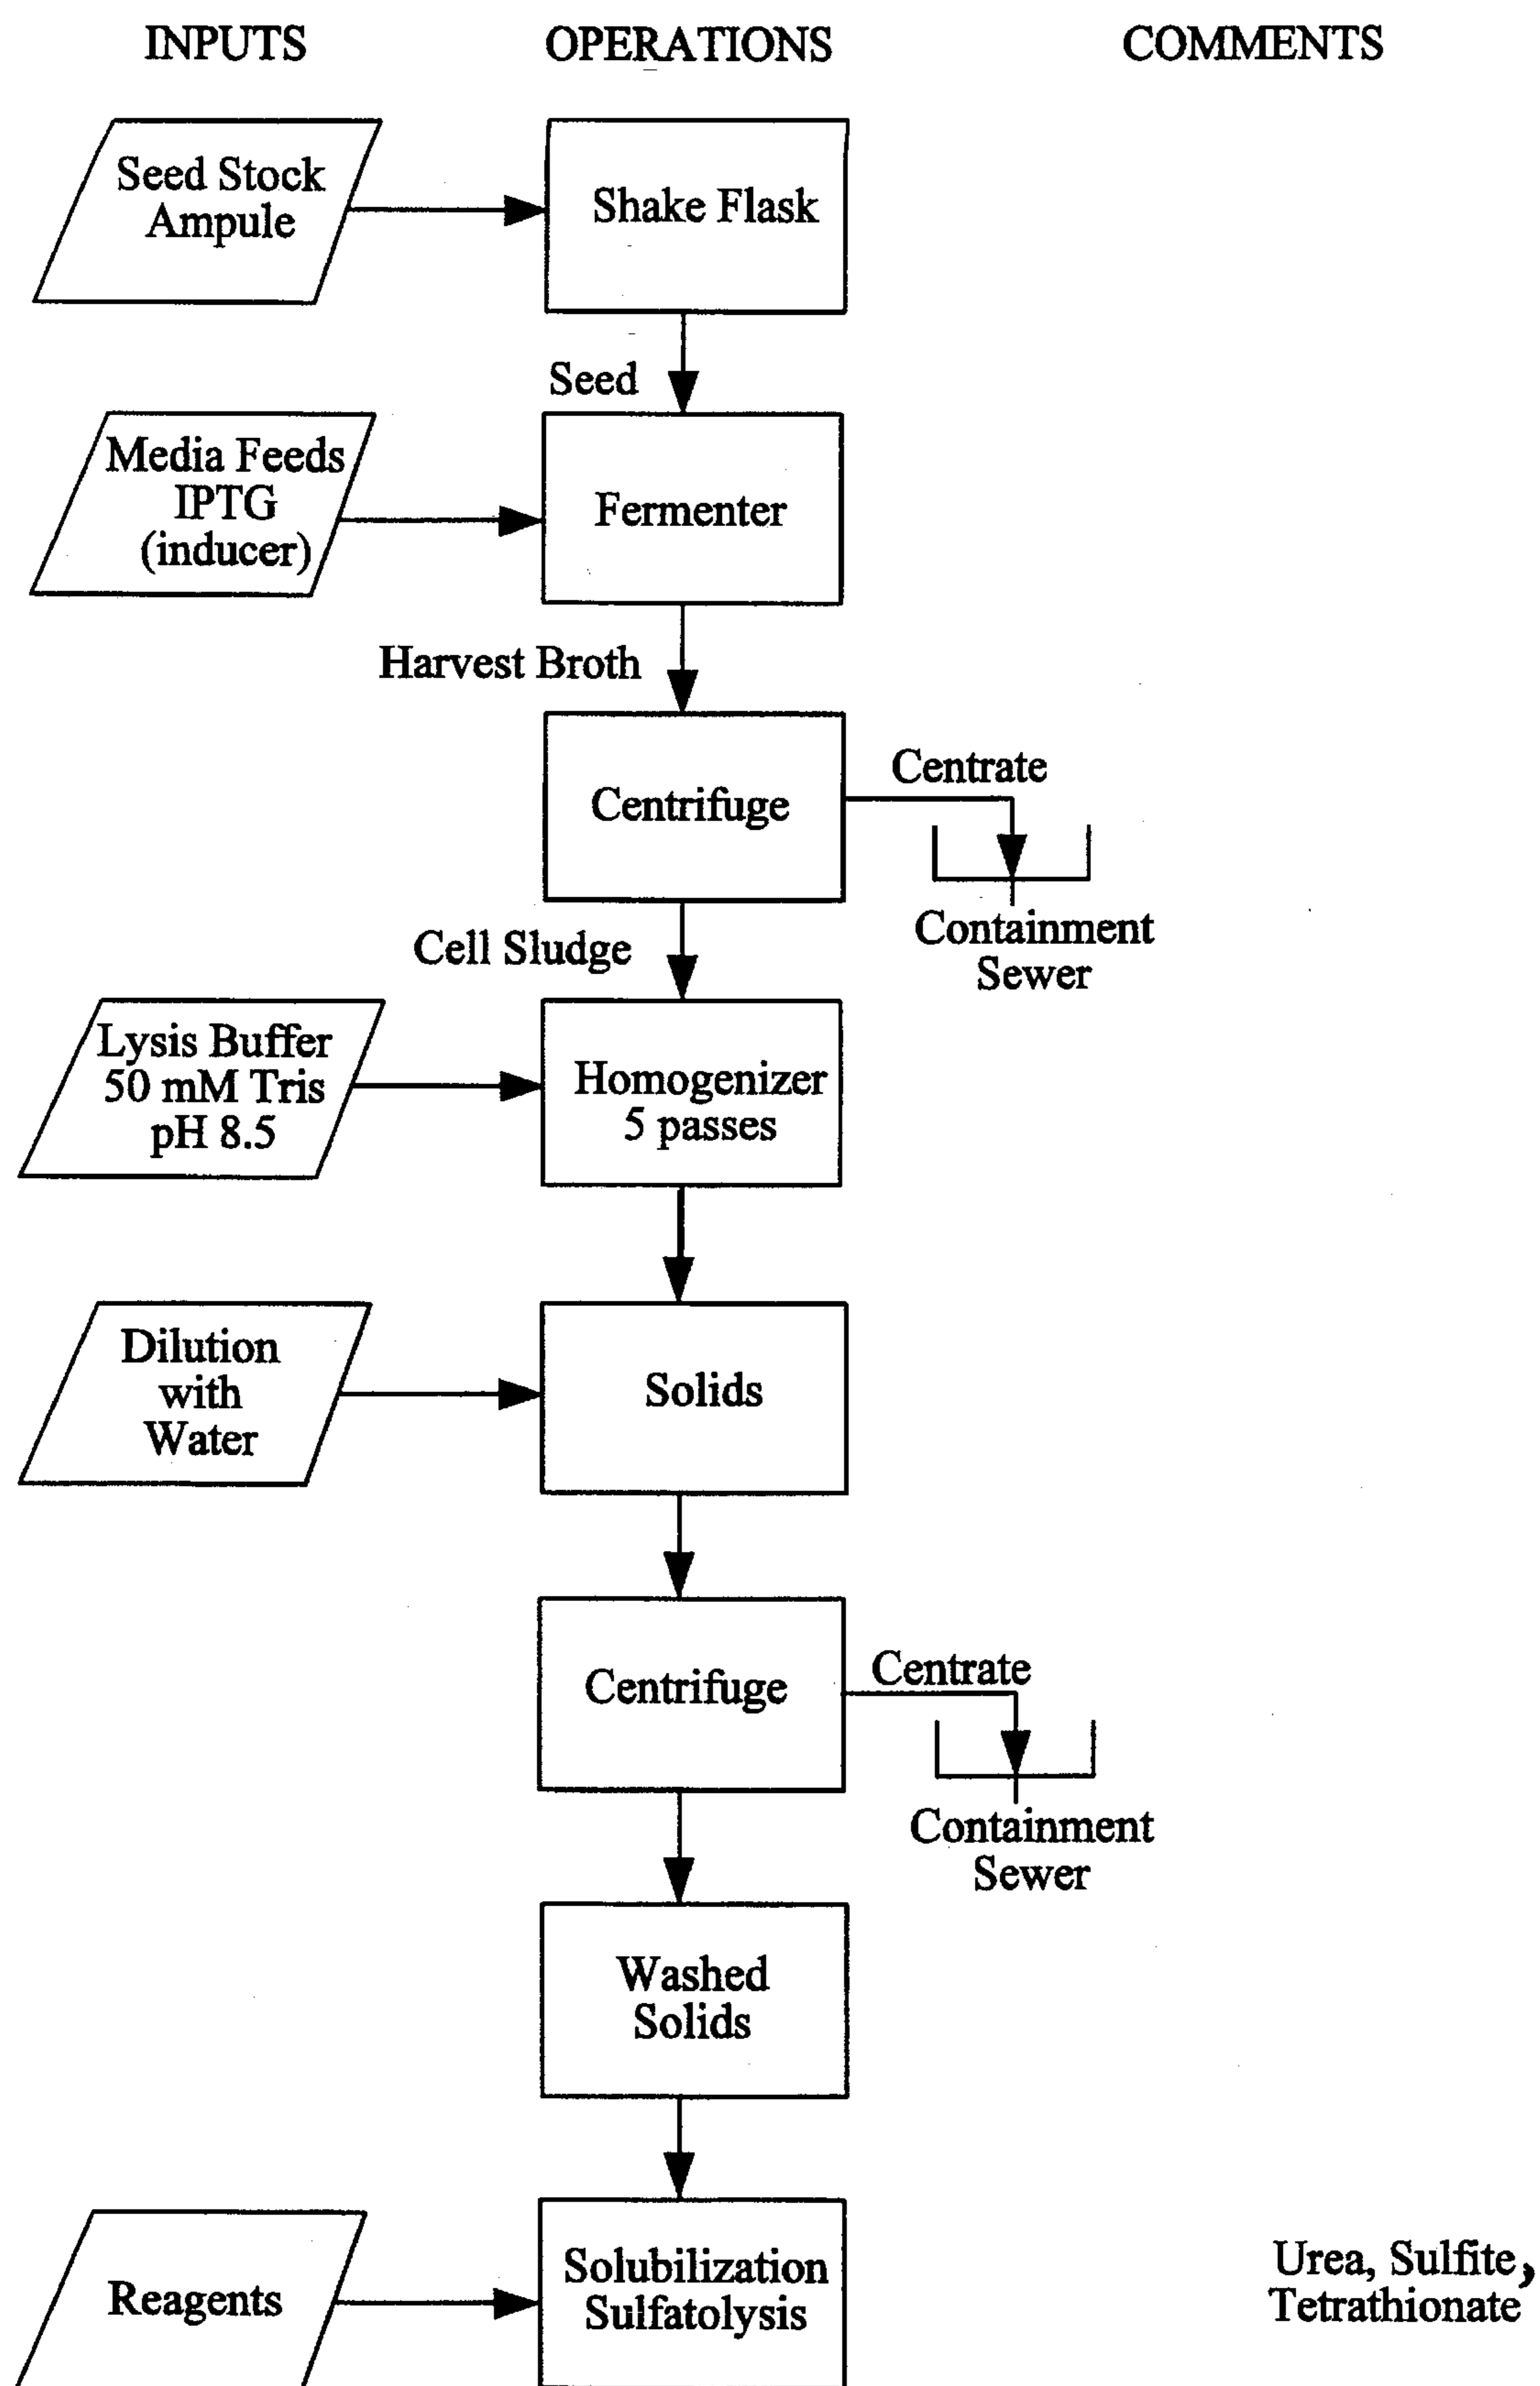 INPUTS OPERATIONS COMMENTS
Seed Stock
Ampule
Shake Flask
Seed
Media Feeds
IPTG
(inducer)
Fermenter
Harvest Broth
Centrifuge
Centrate
Containment
Sewer
Cell Sludge
Lysis Buffer
50 mM Tris
pH 8.5
Homogenizer
5 passes
Dilution
with
Water
Solids
Centrifuge
Centrate
Containment
Sewer
Washed
Solids
Reagents
Solubilization
Sulfatolysis
Urea, Sulfite,
Tetrathionate